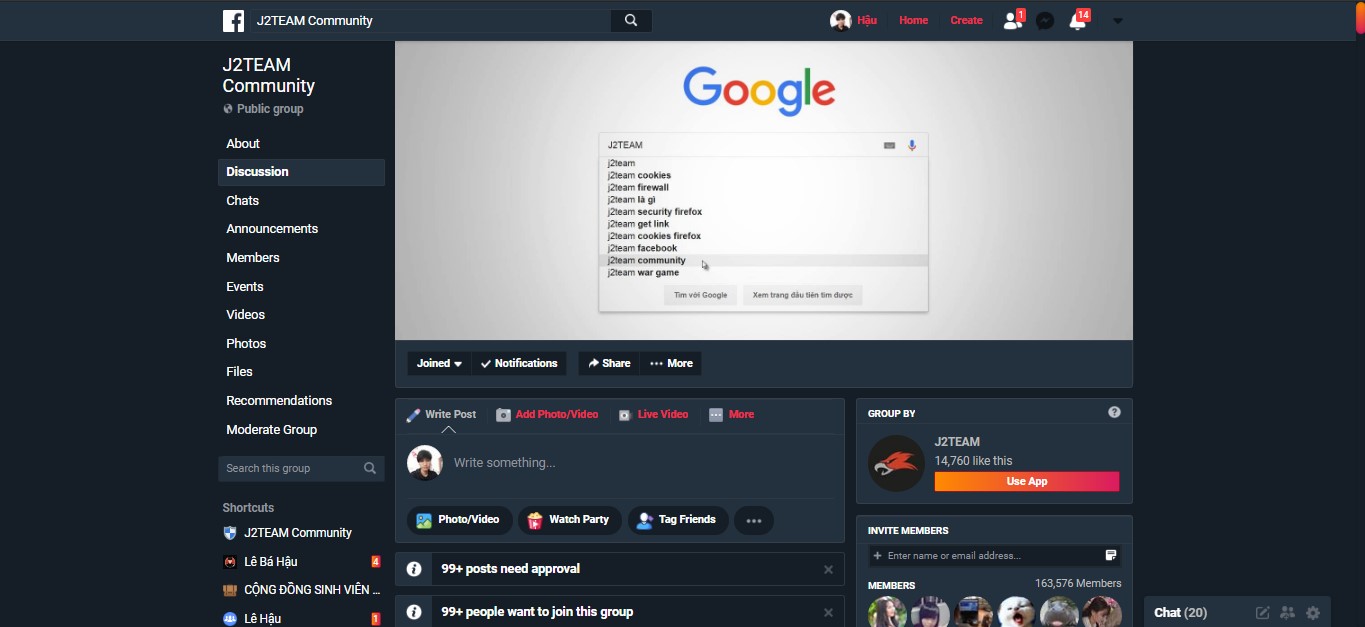 J2TEAM Community
Hậu
Home
Create
1
14
J2TEAM
Community
Public group
About
Discussion
Chats
Announcements
Members
Events
Videos
Photos
Files
Recommendations
Moderate Group
Search this group
Shortcuts
J2TEAM Community
Lê Bá Hậu 4
CỘNG ĐỒNG SINH VIÊN ...
Lê Hậu 1
Google
J2TEAM
j2team
j2team cookies
j2team firewall
j2team là gì
j2team security firefox
j2team get link
j2team cookies firefox
j2team facebook
j2team community
j2team war game
Tìm với Google Xem trang đầu tiên tìm được
Joined Notifications Share More
Write Post Add Photo/Video Live Video More
Write something...
Photo/Video Watch Party Tag Friends
99+ posts need approval
99+ people want to join this group
GROUP BY
J2TEAM
14,760 like this
Use App
INVITE MEMBERS
+ Enter name or email address...
MEMBERS 163,576 Members
Chat (20)